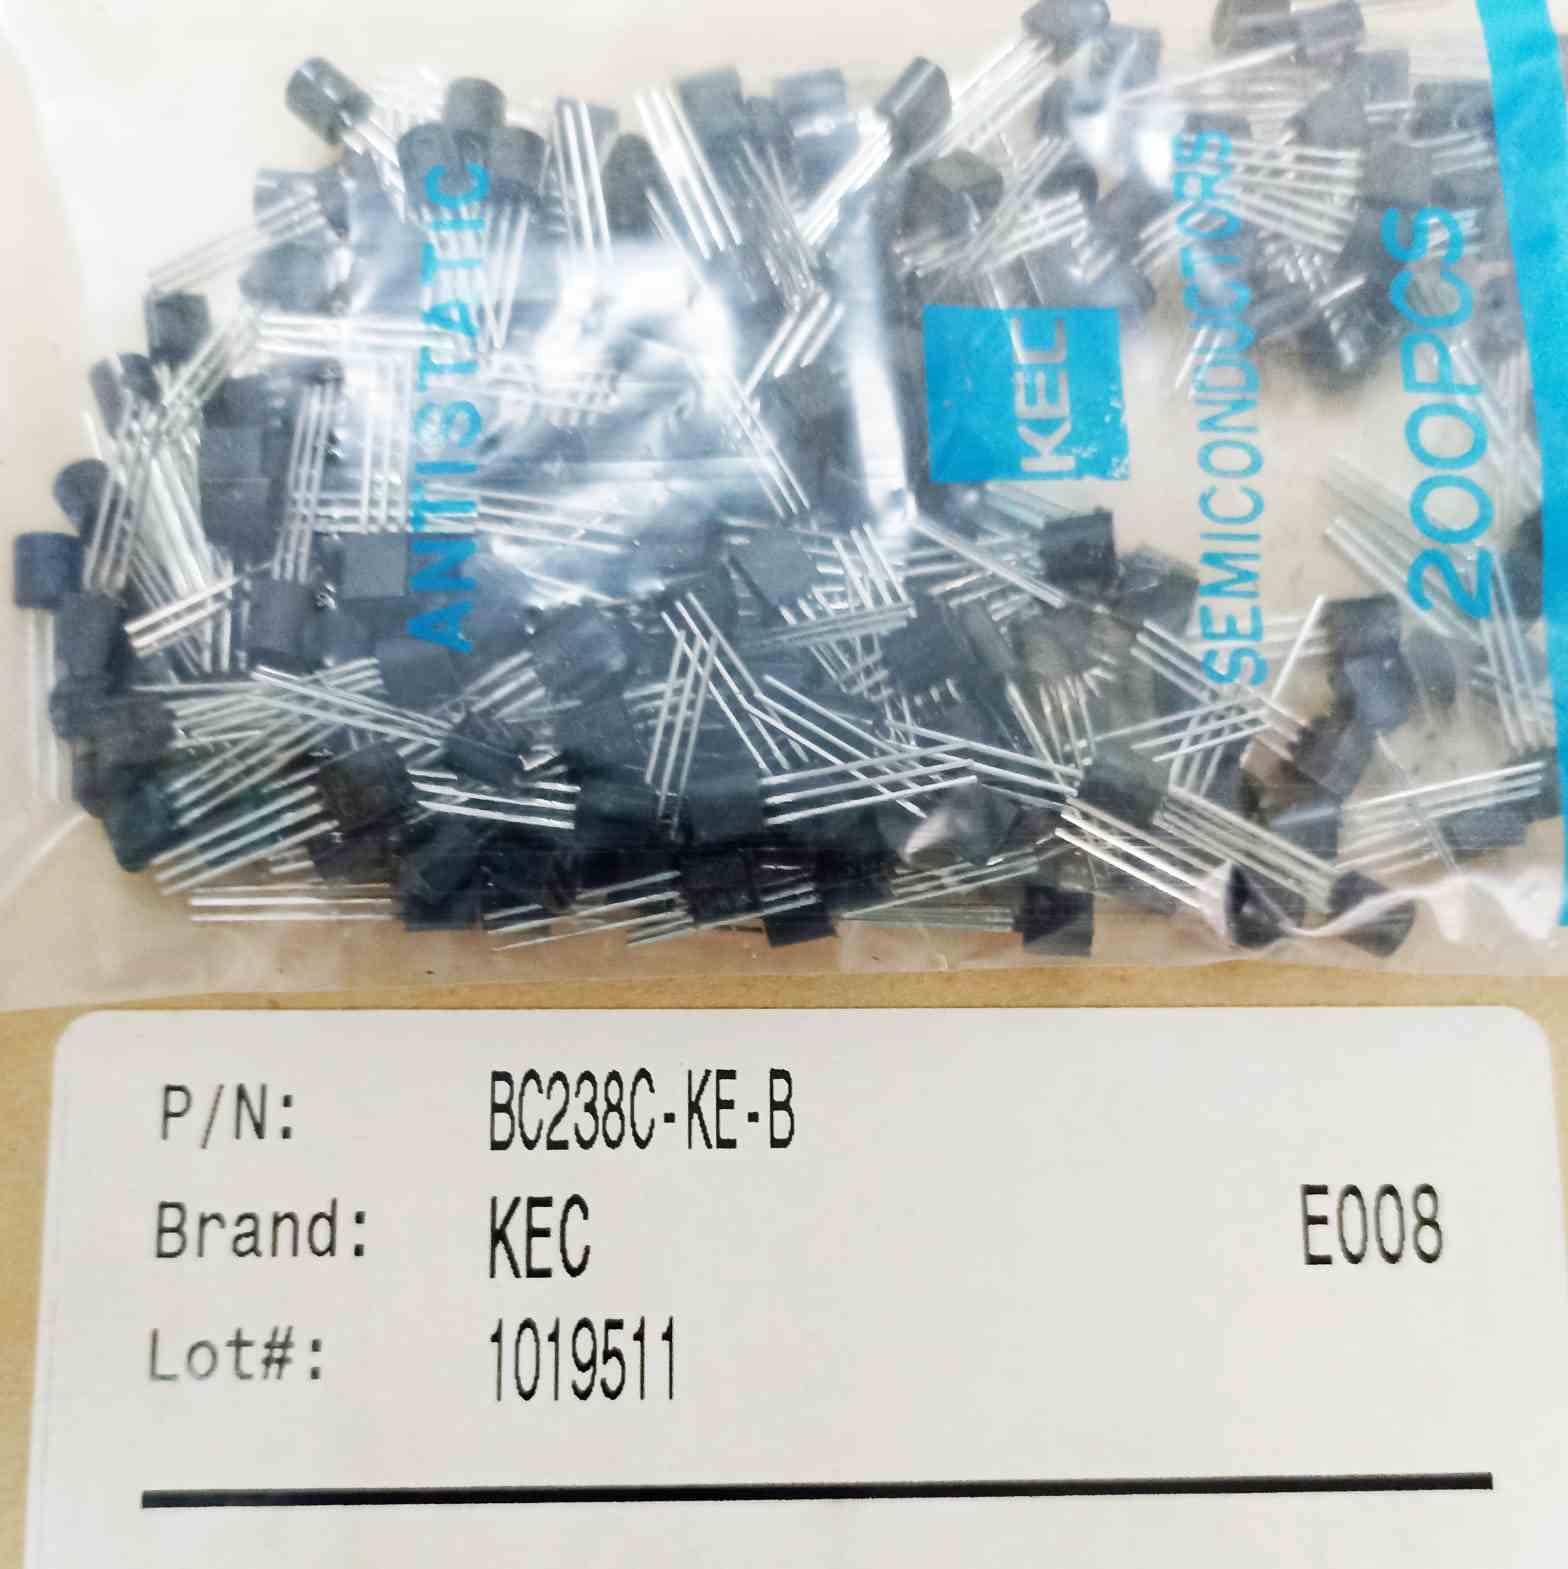 ANTISTATIC
KEC
SEMICONDUCTORS
200PCS
P/N: BC238C-KE-B
Brand: KEC E008
Lot#: 1019511